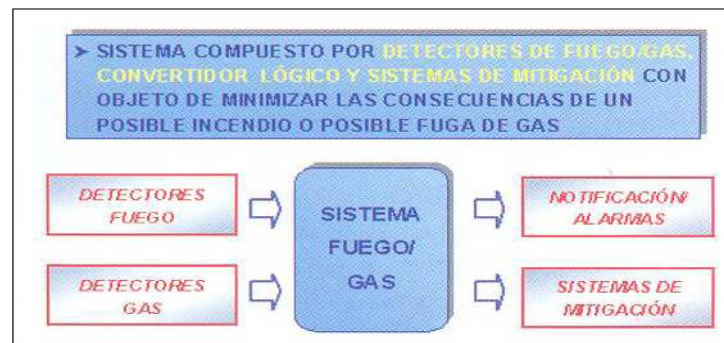 ➤ SISTEMA COMPUESTO POR DETECTORES DE FUEGO/GAS,
CONVERTIDOR LÓGICO Y SISTEMAS DE MITIGACIÓN CON
OBJETO DE MINIMIZAR LAS CONSECUENCIAS DE UN
POSIBLE INCENDIO O POSIBLE FUGA DE GAS
DETECTORES
FUEGO
DETECTORES
GAS
SISTEMA
FUEGO/
GAS
NOTIFICACIÓN/
ALARMAS
SISTEMAS DE
MITIGACIÓN